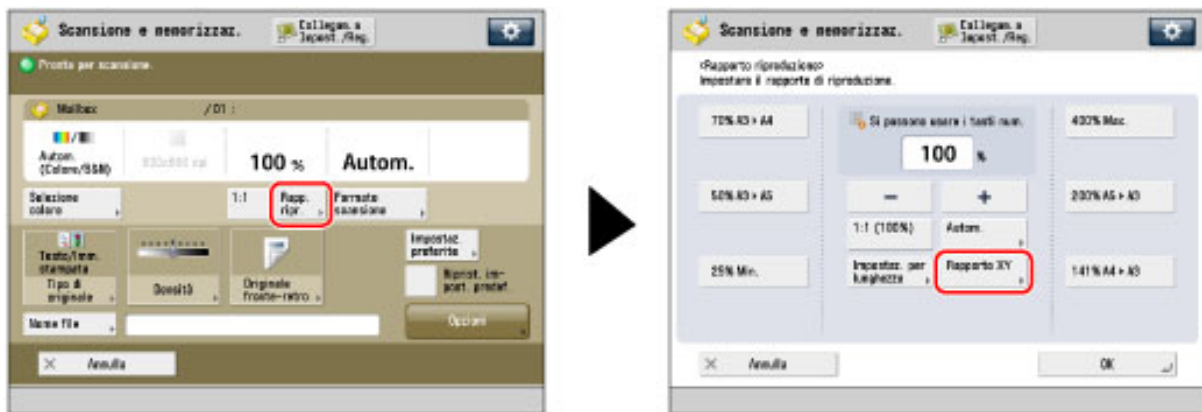 Scansione e memorizzaz.
Collegam. a
Impost./Reg.
Pronto per scansione.
Mailbox /01 :
Autom.
(Colore/B&N)
100 %
Autom.
Selezione
colore
1:1
Rapp.
ripr.
Formato
scansione
Testo/Imm.
stampata
Tipo di
originale
Densità
Originale
fronte-retro
Impostaz.
preferite
Riprist. im-
post. predef.
Nome file
Opzioni
× Annulla
Scansione e memorizzaz.
Collegam. a
Impost./Reg.
<Rapporto riproduzione>
Impostare il rapporto di riproduzione.
70% A3 ▸ A4
Si possono usare i tasti num.
400% Max.
100 %
50% A3 ▸ A5
−
+
200% A5 ▸ A3
1:1 (100%)
Autom.
25% Min.
Impostaz. per
lunghezza
Rapporto XY
141% A4 ▸ A3
× Annulla
OK